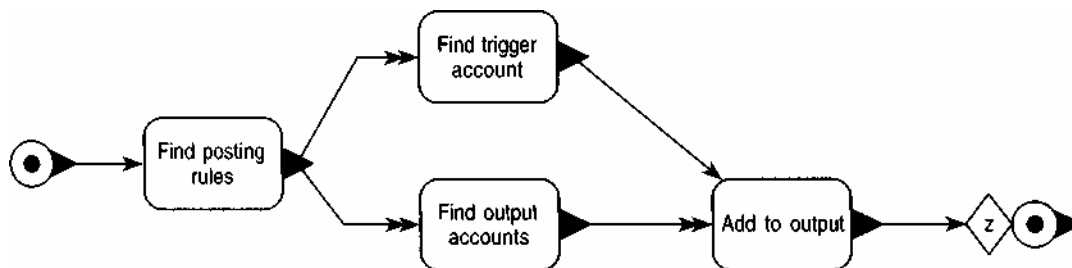 Find trigger
account
Find posting
rules
Find output
accounts
Add to output
z